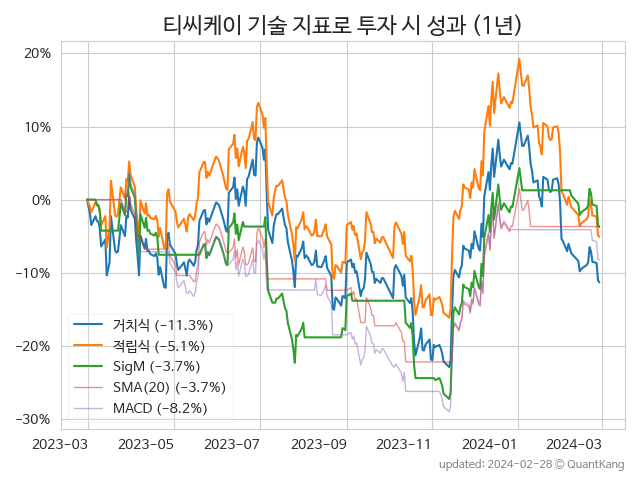 티씨케이 기술 지표로 투자 시 성과 (1년)
20%
10%
0%
−10%
−20%
−30%
거치식 (−11.3%)
적립식 (−5.1%)
SigM (−3.7%)
SMA(20) (−3.7%)
MACD (−8.2%)
2023−03 2023−05 2023−07 2023−09 2023−11 2024−01 2024−03
updated: 2024−02−28 © QuantKang